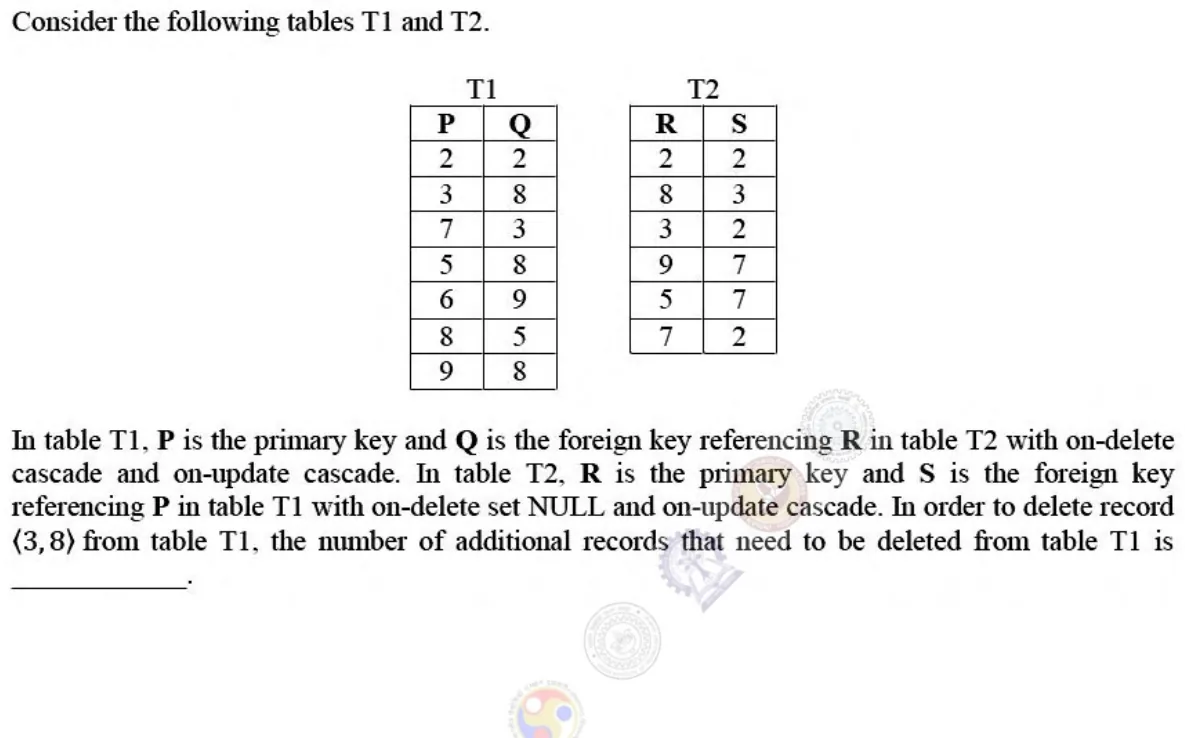 Consider the following tables T1 and T2.
T1 T2
P Q R S
2 2 2 2
3 8 8 3
7 3 3 2
5 8 9 7
6 9 5 7
8 5 7 2
9 8
In table T1, P is the primary key and Q is the foreign key referencing R in table T2 with on-delete
cascade and on-update cascade. In table T2, R is the primary key and S is the foreign key
referencing P in table T1 with on-delete set NULL and on-update cascade. In order to delete record
⟨3, 8⟩ from table T1, the number of additional records that need to be deleted from table T1 is
____________.